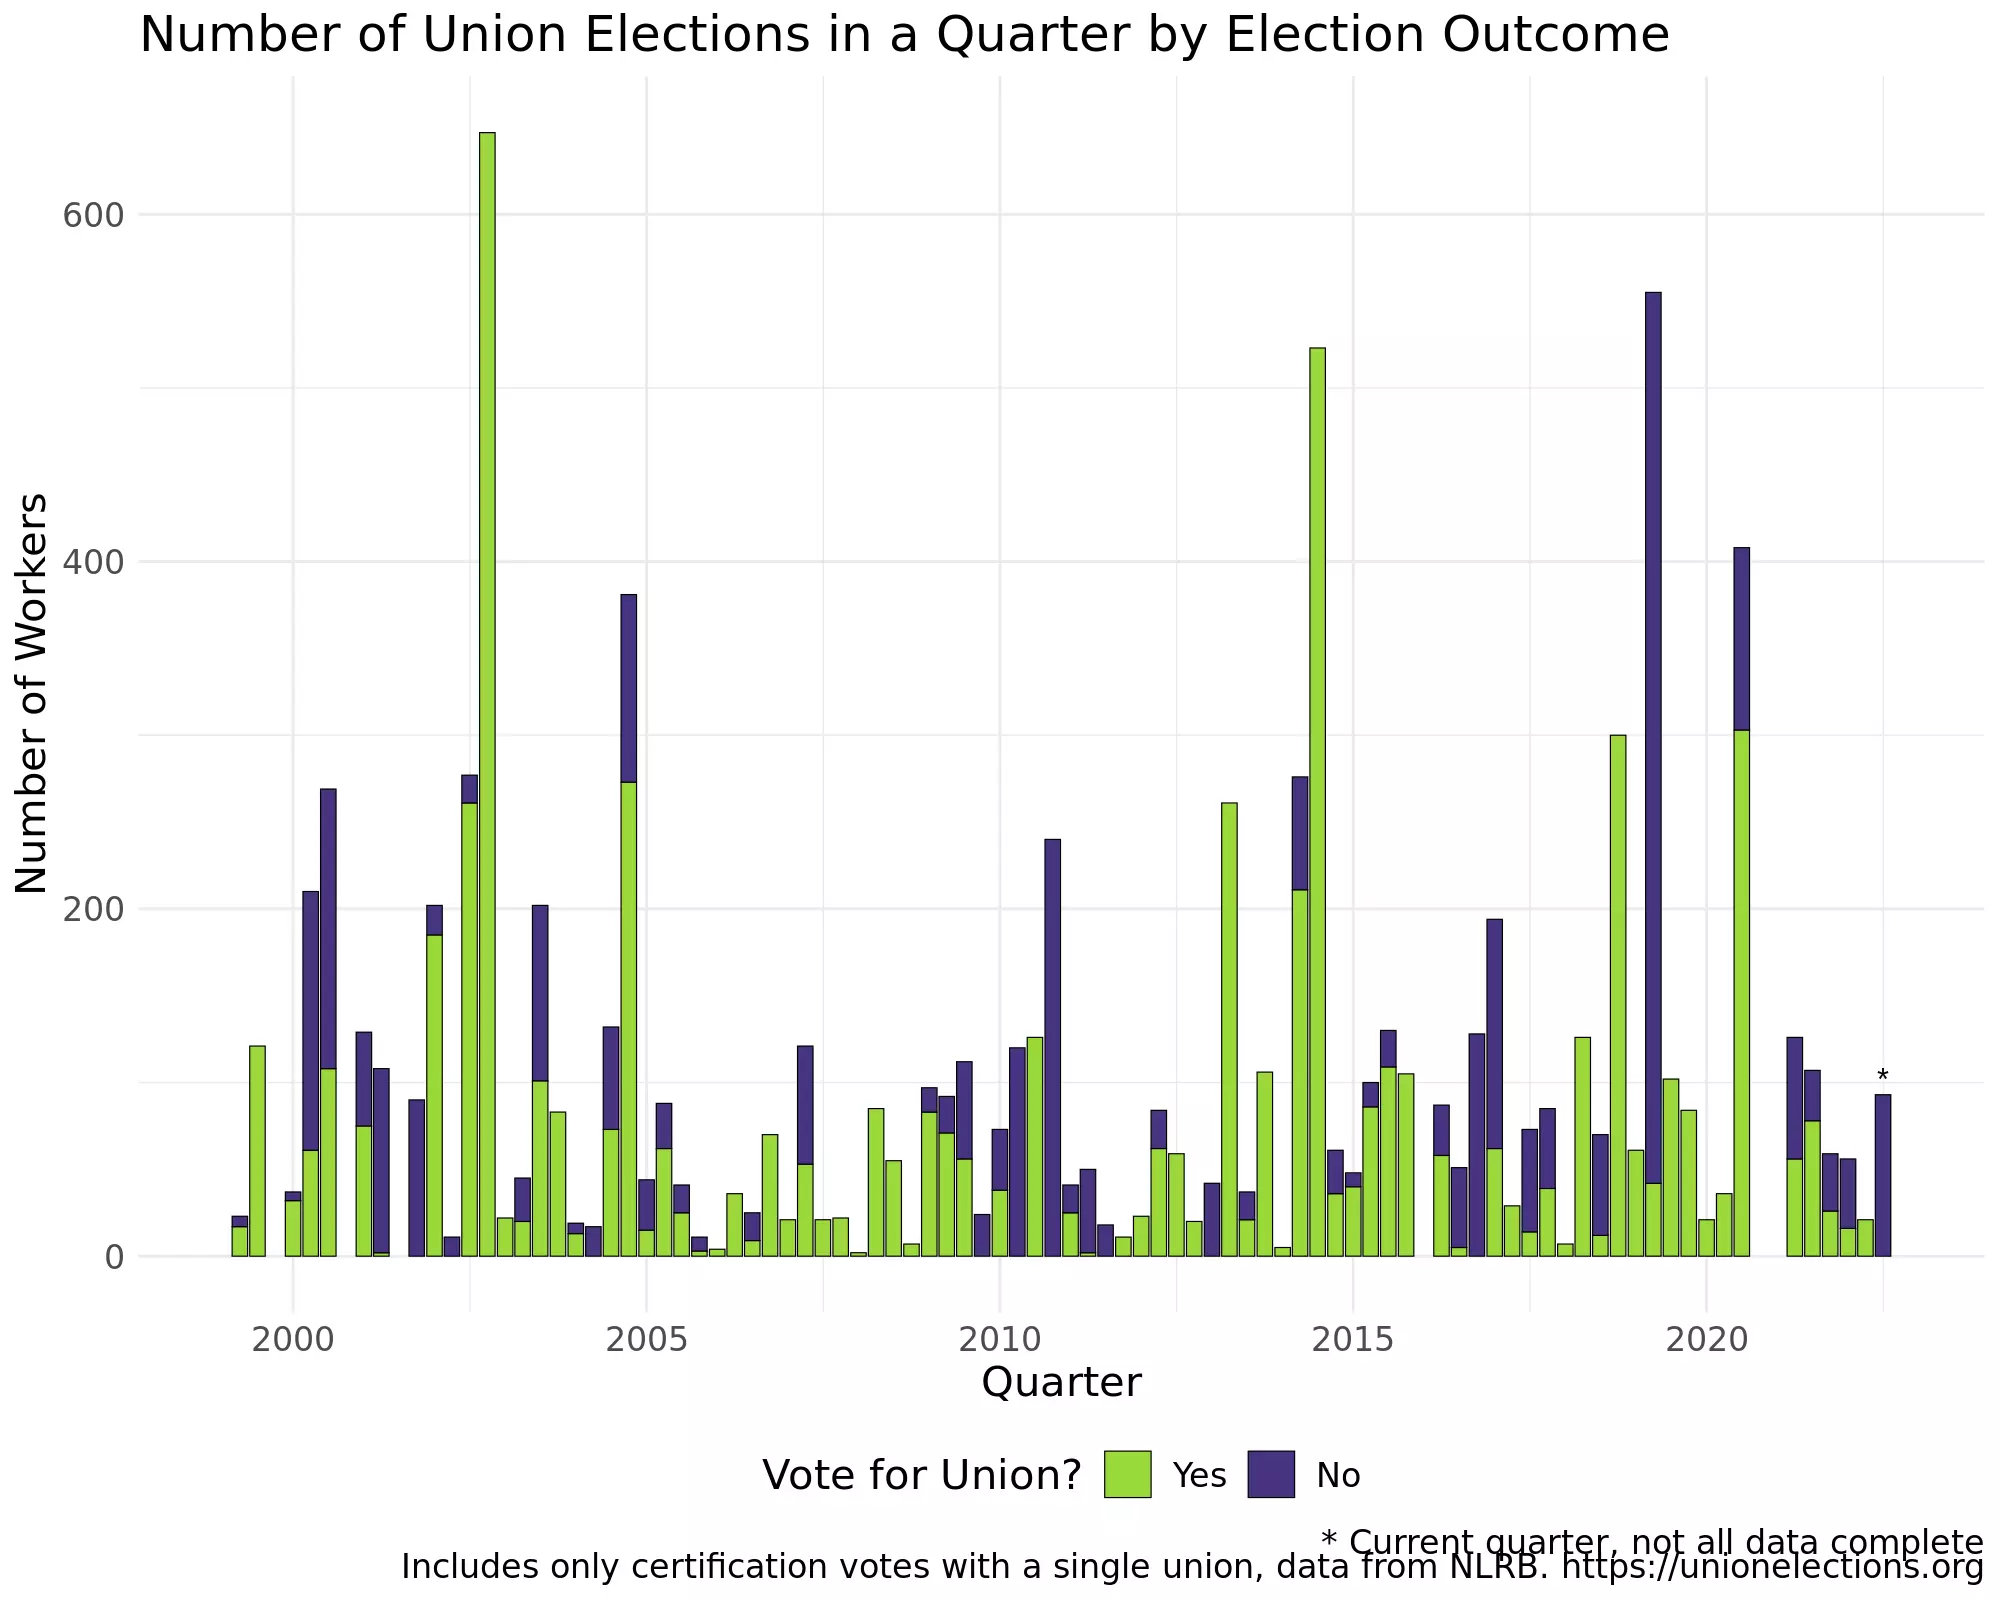 Number of Union Elections in a Quarter by Election Outcome
Number of Workers
600
400
200
0
*
2000 2005 2010 2015 2020
Quarter
Vote for Union? Yes No
* Current quarter, not all data complete
Includes only certification votes with a single union, data from NLRB. https://unionelections.org